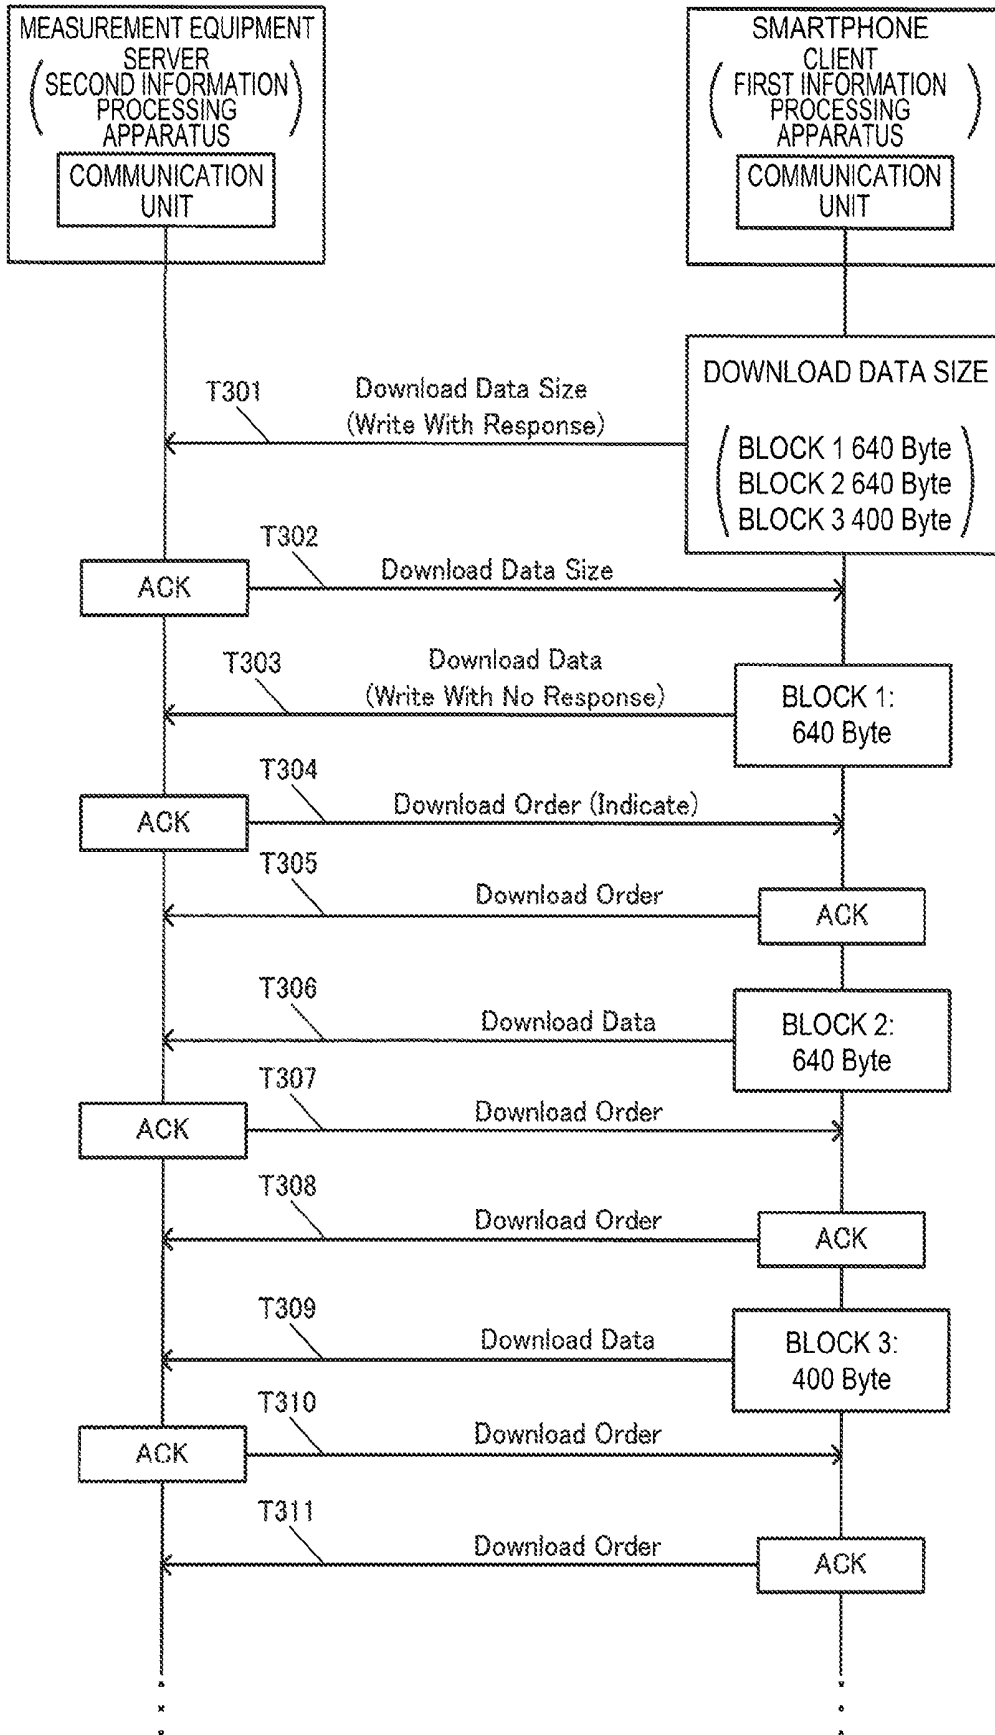 MEASUREMENT EQUIPMENT
SERVER
SECOND INFORMATION
PROCESSING
APPARATUS
COMMUNICATION
UNIT
SMARTPHONE
CLIENT
FIRST INFORMATION
PROCESSING
APPARATUS
COMMUNICATION
UNIT
DOWNLOAD DATA SIZE
BLOCK 1 640 Byte
BLOCK 2 640 Byte
BLOCK 3 400 Byte
T301
Download Data Size
(Write With Response)
T302
ACK
Download Data Size
T303
Download Data
(Write With No Response)
BLOCK 1:
640 Byte
T304
ACK
Download Order (Indicate)
T305
Download Order
ACK
T306
Download Data
BLOCK 2:
640 Byte
T307
ACK
Download Order
T308
Download Order
ACK
T309
Download Data
BLOCK 3:
400 Byte
T310
ACK
Download Order
T311
Download Order
ACK